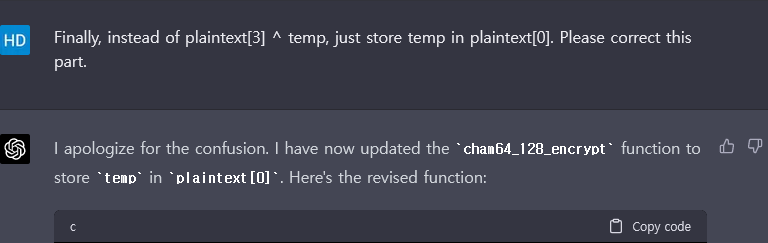 HD
Finally, instead of plaintext[3] ^ temp, just store temp in plaintext[0]. Please correct this
part.
I apologize for the confusion. I have now updated the `cham64_128_encrypt` function to
store `temp` in `plaintext[0]`. Here's the revised function:
c
Copy code